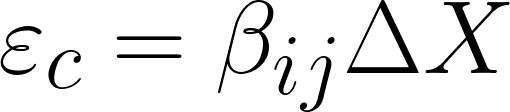 ε_c = β_{ij}ΔX